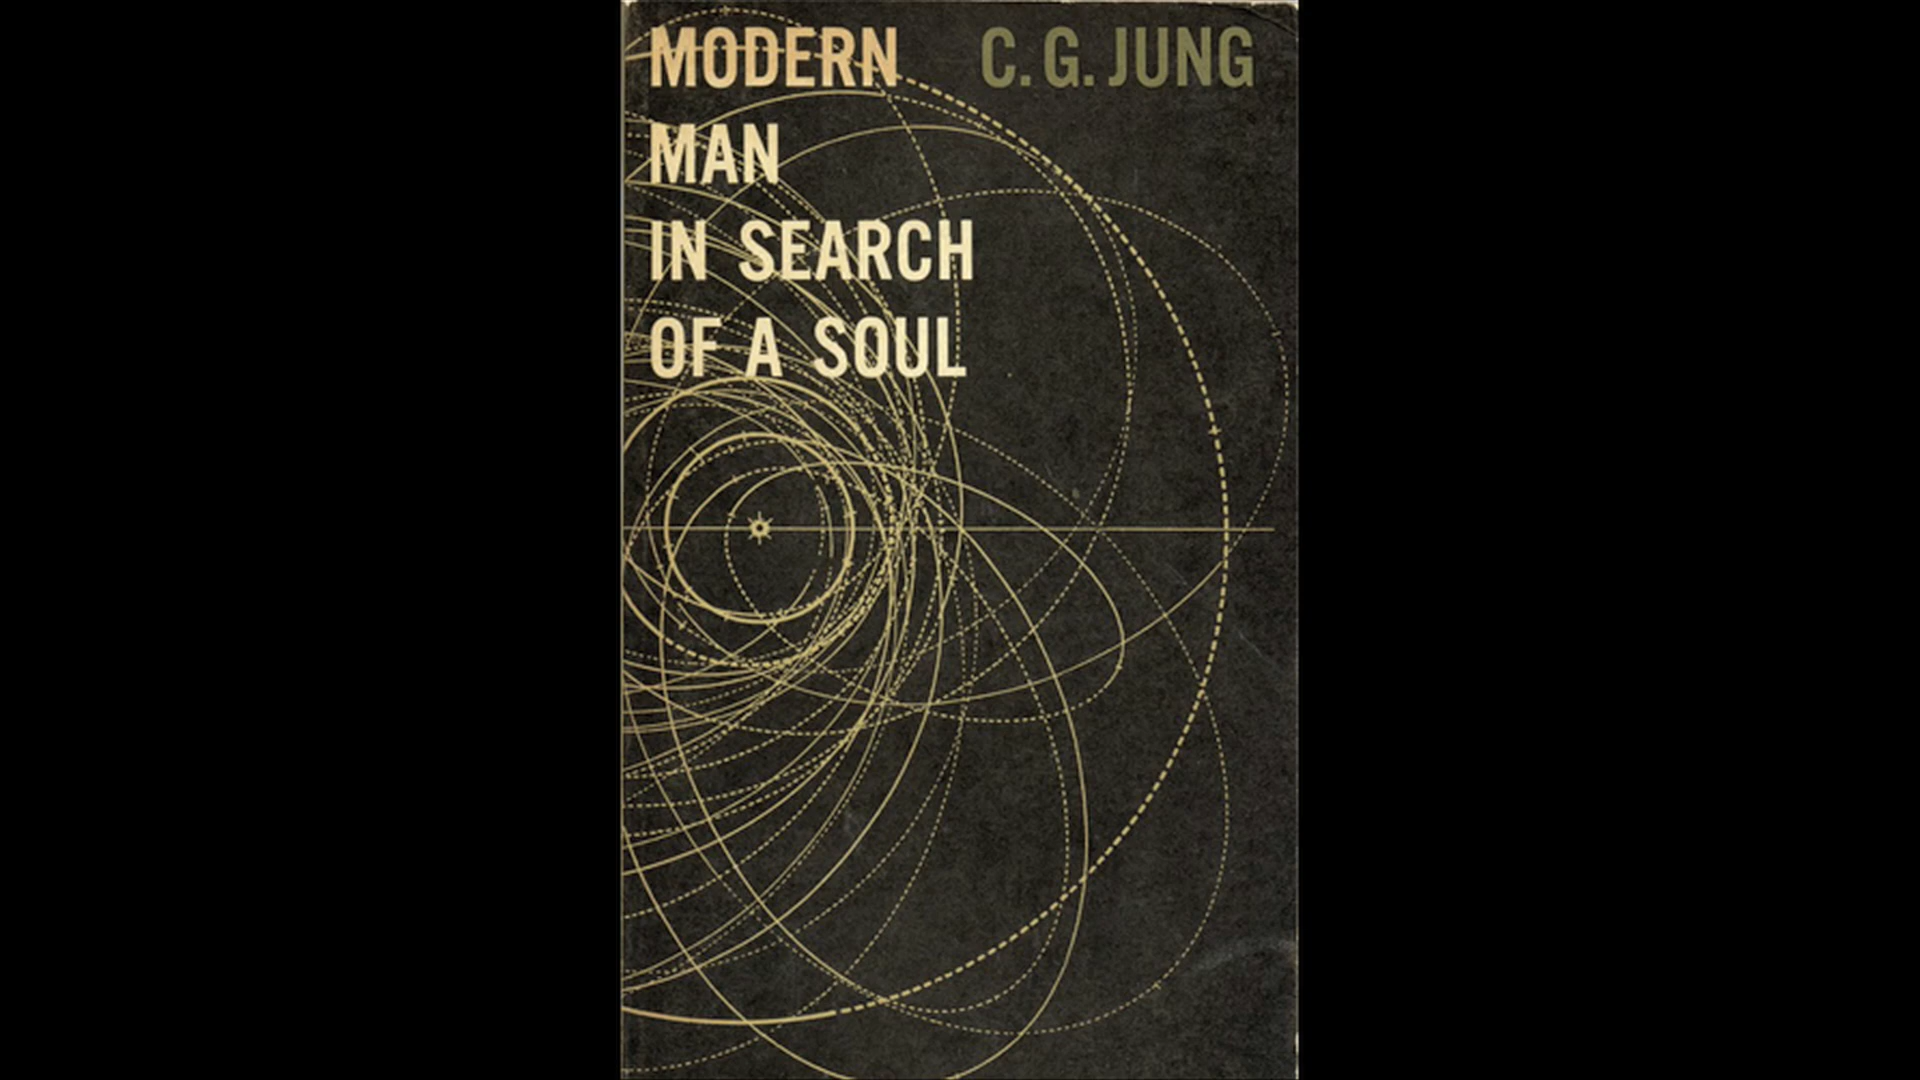 MODERN C. G. JUNG
MAN
IN SEARCH
OF A SOUL